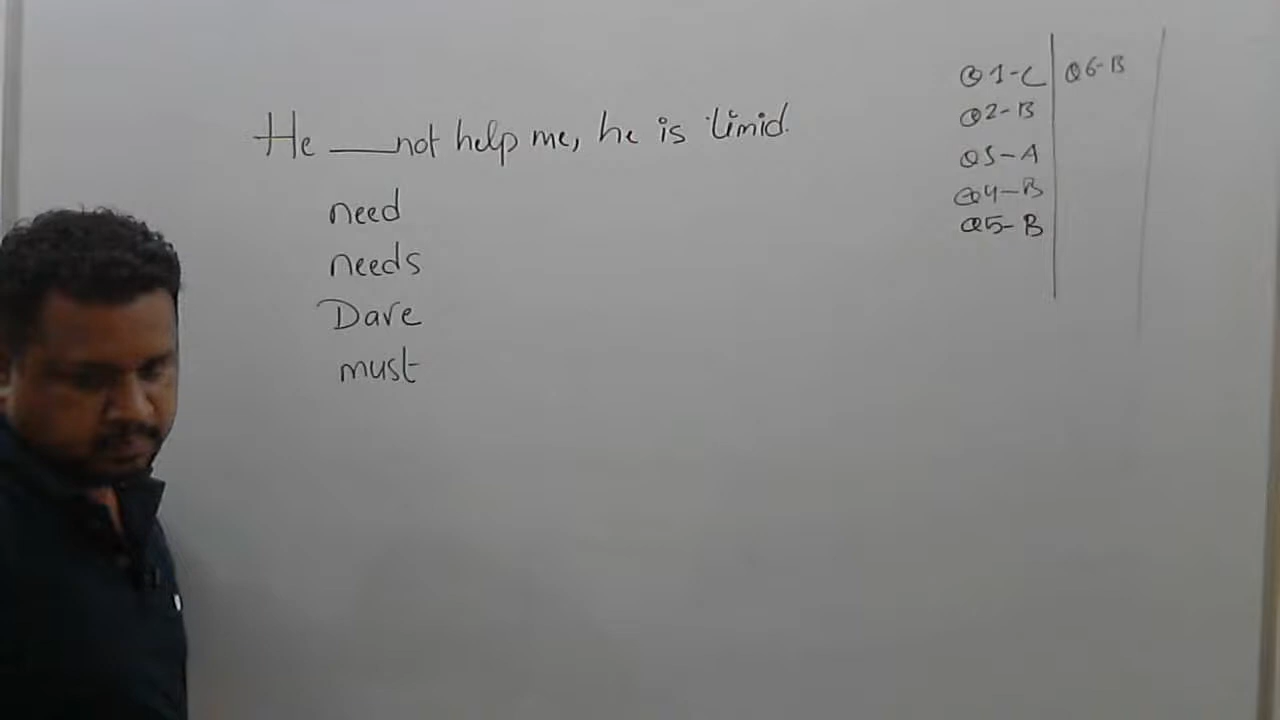 He ___ not help me, he is timid.
need
needs
Dare
must
Q1-C
Q2-B
Q3-A
Q4-B
Q5-B
Q6-B